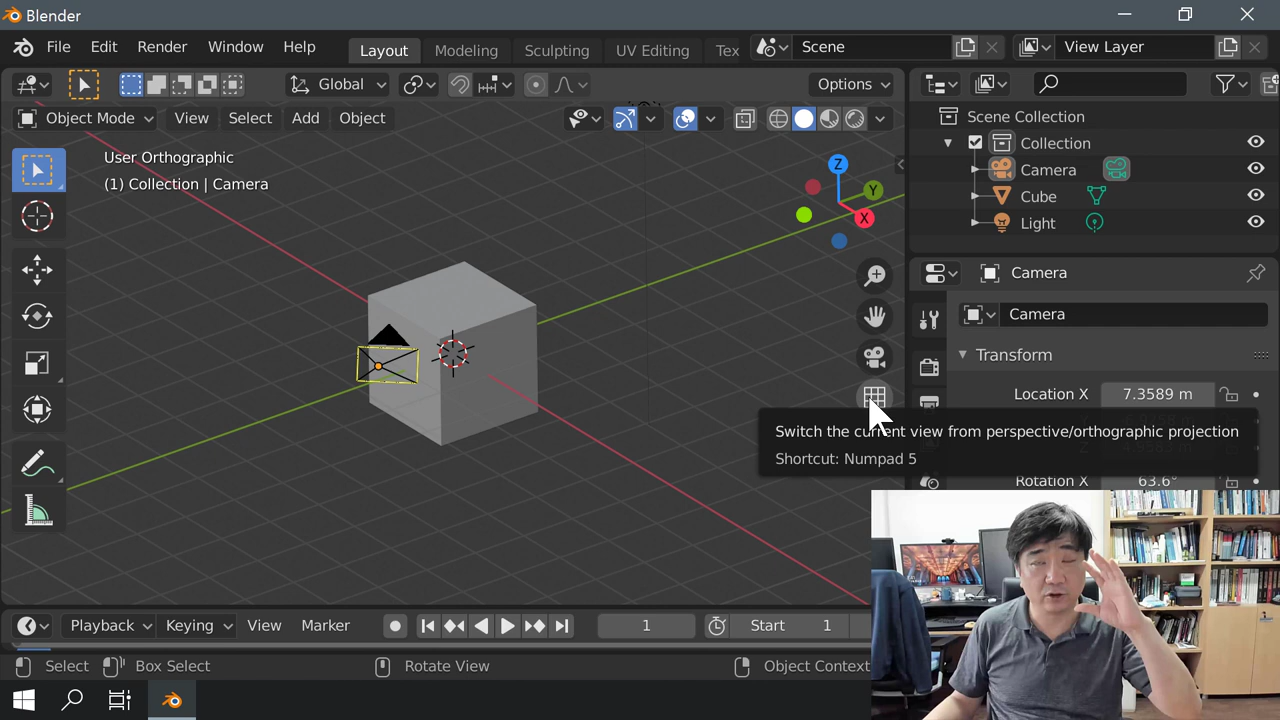 Blender
File Edit Render Window Help Layout Modeling Sculpting UV Editing Tex Scene View Layer
Global Options
Object Mode View Select Add Object
User Orthographic
(1) Collection | Camera
Z
Y
X
Scene Collection
Collection
Camera
Cube
Light
Camera
Camera
Transform
Location X 7.3589 m
Switch the current view from perspective/orthographic projection
Shortcut: Numpad 5
Rotation X 63.6°
Playback Keying View Marker 1 Start 1
Select Box Select Rotate View Object Context